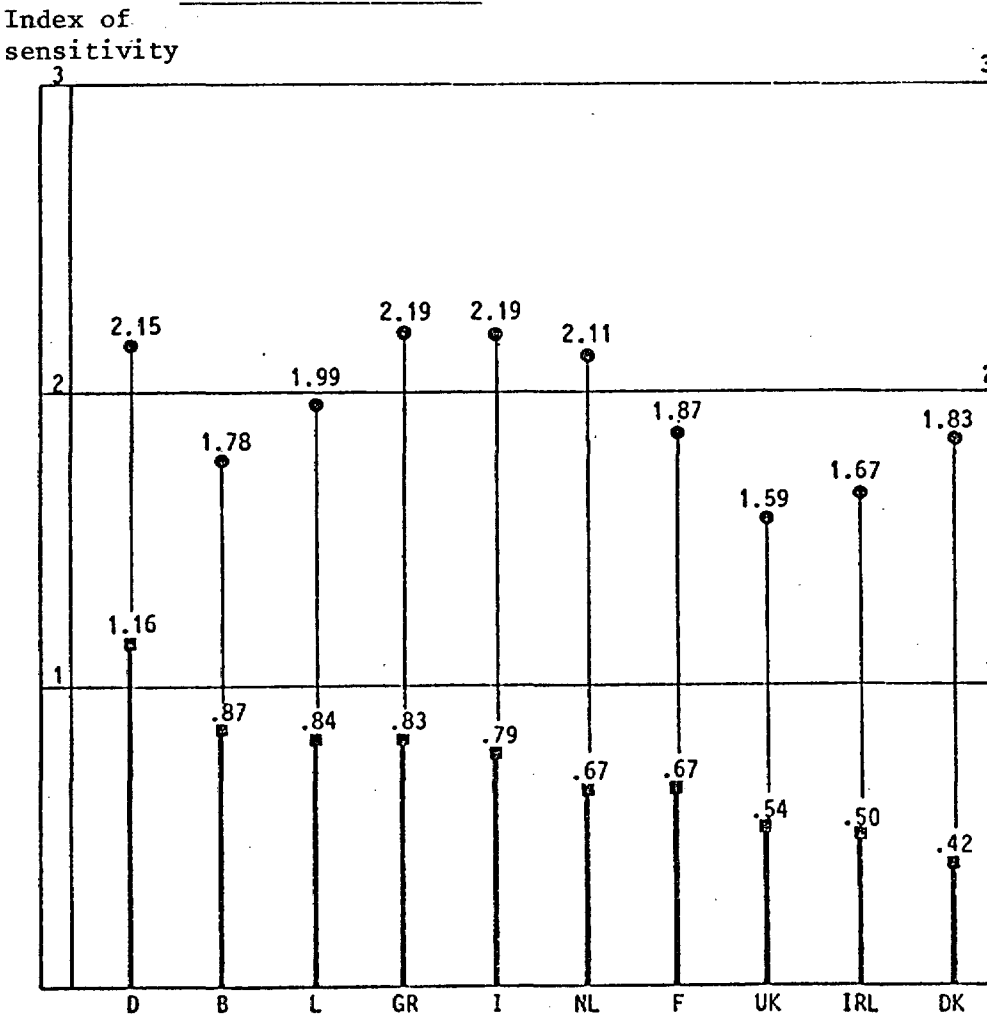 Index of
sensitivity
3 3
2.15 2.19 2.19 2.11
1.99
2 2
1.78 1.87 1.83
1.59 1.67
1.16
1
.87 .84 .83 .79
.67 .67
.54 .50 .42
D B L GR I NL F UK IRL DK